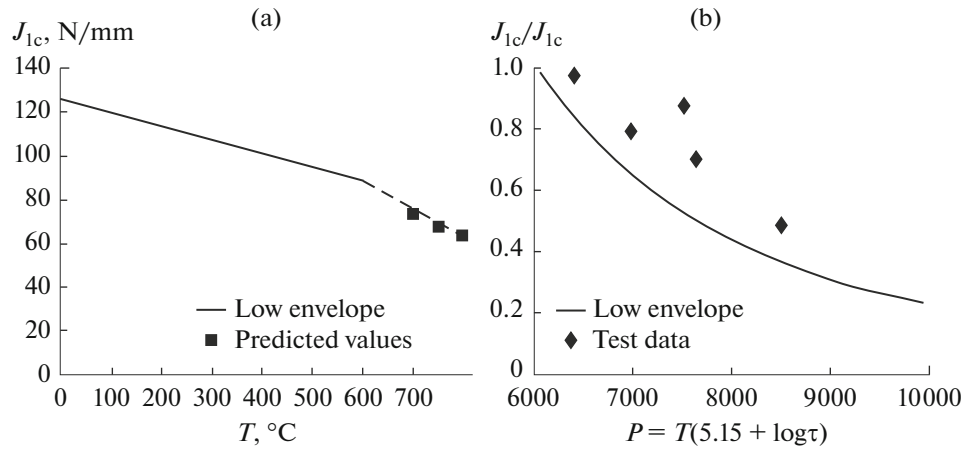 (a)
J1c, N/mm
140
120
100
80
60
40
20
0
Low envelope
Predicted values
0 100 200 300 400 500 600 700
T, °C
(b)
J1c/J1c
1.0
0.8
0.6
0.4
0.2
0
Low envelope
Test data
6000 7000 8000 9000 10000
P = T(5.15 + logτ)